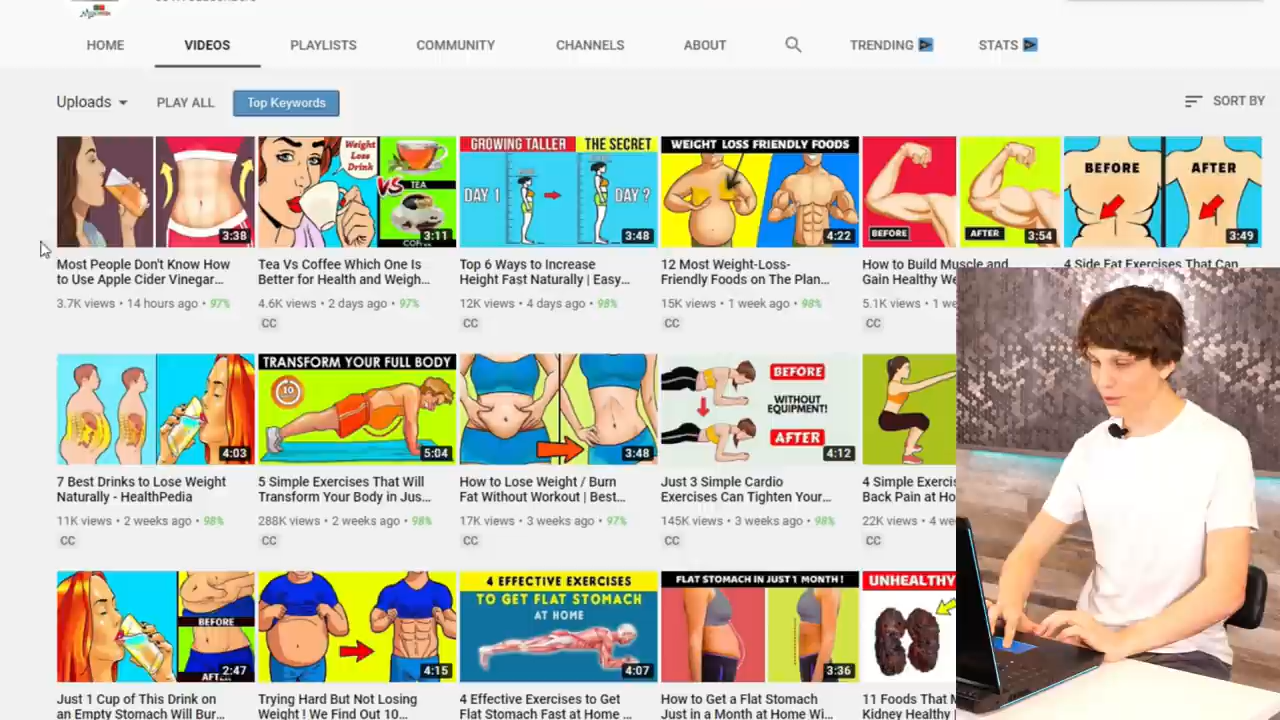 HOME VIDEOS PLAYLISTS COMMUNITY CHANNELS ABOUT TRENDING STATS
Uploads PLAY ALL Top Keywords SORT BY
3:38
Weight
Loss
Drink
VS
TEA
3:11
GROWING TALLER THE SECRET
DAY 1
DAY ?
3:48
WEIGHT LOSS FRIENDLY FOODS
4:22
BEFORE
AFTER
3:54
BEFORE
AFTER
3:49
Most People Don't Know How
to Use Apple Cider Vinegar...
3.7K views • 14 hours ago • 97%
Tea Vs Coffee Which One Is
Better for Health and Weigh...
4.6K views • 2 days ago • 97%
CC
Top 6 Ways to Increase
Height Fast Naturally | Easy...
12K views • 4 days ago • 98%
CC
12 Most Weight-Loss-
Friendly Foods on The Plan...
15K views • 1 week ago • 98%
CC
How to Build Muscle and
Gain Healthy We
5.1K views • 1 we
CC
4 Side Fat Exercises That Can
4:03
TRANSFORM YOUR FULL BODY
10
5:04
3:48
BEFORE
WITHOUT
EQUIPMENT!
AFTER
4:12
7 Best Drinks to Lose Weight
Naturally - HealthPedia
11K views • 2 weeks ago • 98%
CC
5 Simple Exercises That Will
Transform Your Body in Jus...
288K views • 2 weeks ago • 98%
CC
How to Lose Weight / Burn
Fat Without Workout | Best...
17K views • 3 weeks ago • 97%
CC
Just 3 Simple Cardio
Exercises Can Tighten Your...
145K views • 3 weeks ago • 98%
CC
4 Simple Exercis
Back Pain at Ho
22K views • 4 we
CC
BEFORE
AFTER
2:47
4:15
4 EFFECTIVE EXERCISES
TO GET FLAT STOMACH
AT HOME
4:07
FLAT STOMACH IN JUST 1 MONTH !
3:36
UNHEALTHY
Just 1 Cup of This Drink on
an Empty Stomach Will Bur...
Trying Hard But Not Losing
Weight ! We Find Out 10...
4 Effective Exercises to Get
Flat Stomach Fast at Home ...
How to Get a Flat Stomach
Just in a Month at Home Wi...
11 Foods That M
Kidney Healthy |